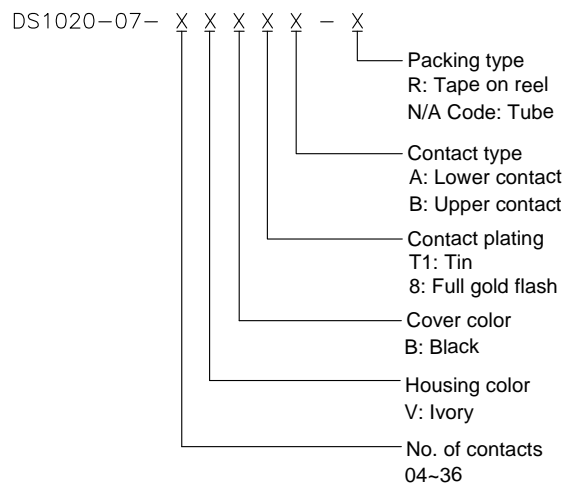 DS1020-07- X X X X X - X
Packing type
R: Tape on reel
N/A Code: Tube
Contact type
A: Lower contact
B: Upper contact
Contact plating
T1: Tin
8: Full gold flash
Cover color
B: Black
Housing color
V: Ivory
No. of contacts
04~36